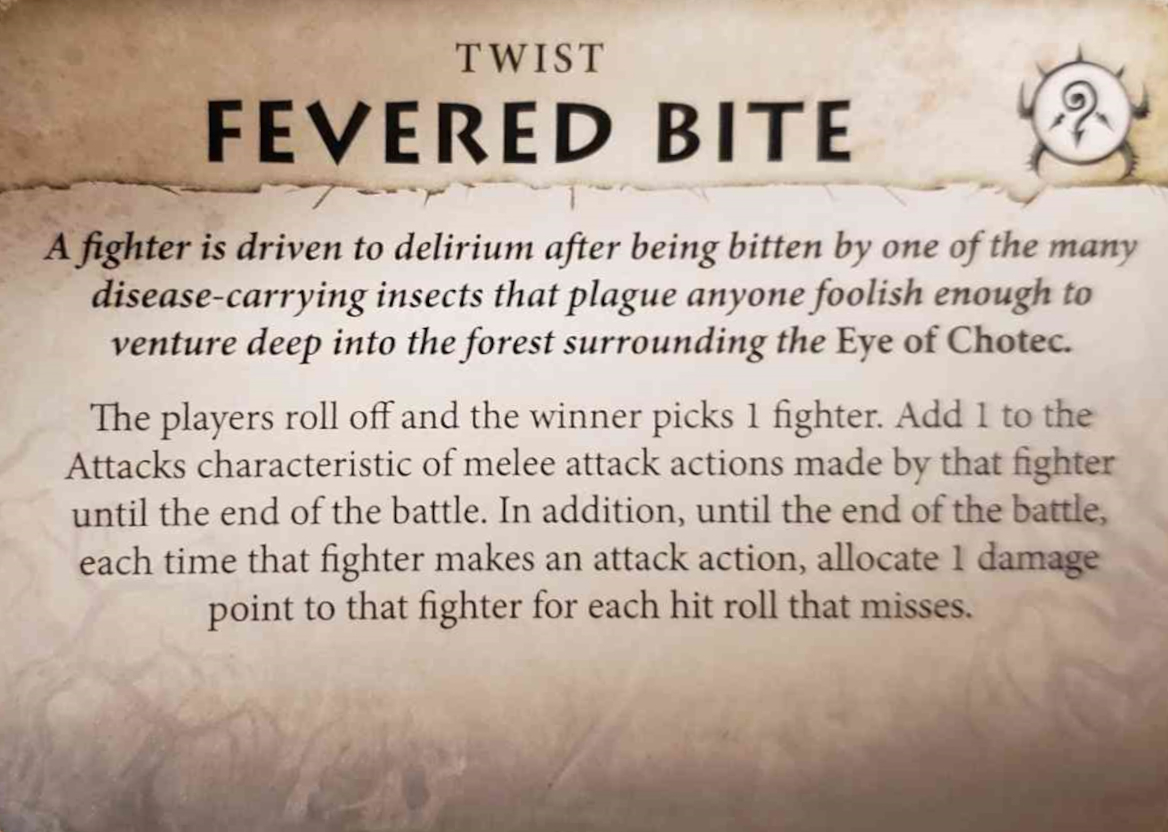 TWIST
FEVERED BITE
A fighter is driven to delirium after being bitten by one of the many
disease-carrying insects that plague anyone foolish enough to
venture deep into the forest surrounding the Eye of Chotec.
The players roll off and the winner picks 1 fighter. Add 1 to the
Attacks characteristic of melee attack actions made by that fighter
until the end of the battle. In addition, until the end of the battle,
each time that fighter makes an attack action, allocate 1 damage
point to that fighter for each hit roll that misses.